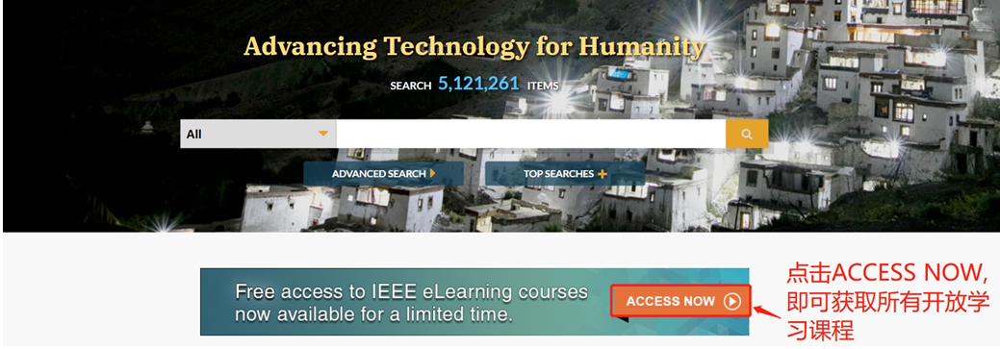 Advancing Technology for Humanity
SEARCH 5,121,261 ITEMS
All
ADVANCED SEARCH
TOP SEARCHES
Free access to IEEE eLearning courses
now available for a limited time.
ACCESS NOW
点击ACCESS NOW,
即可获取所有开放学
习课程